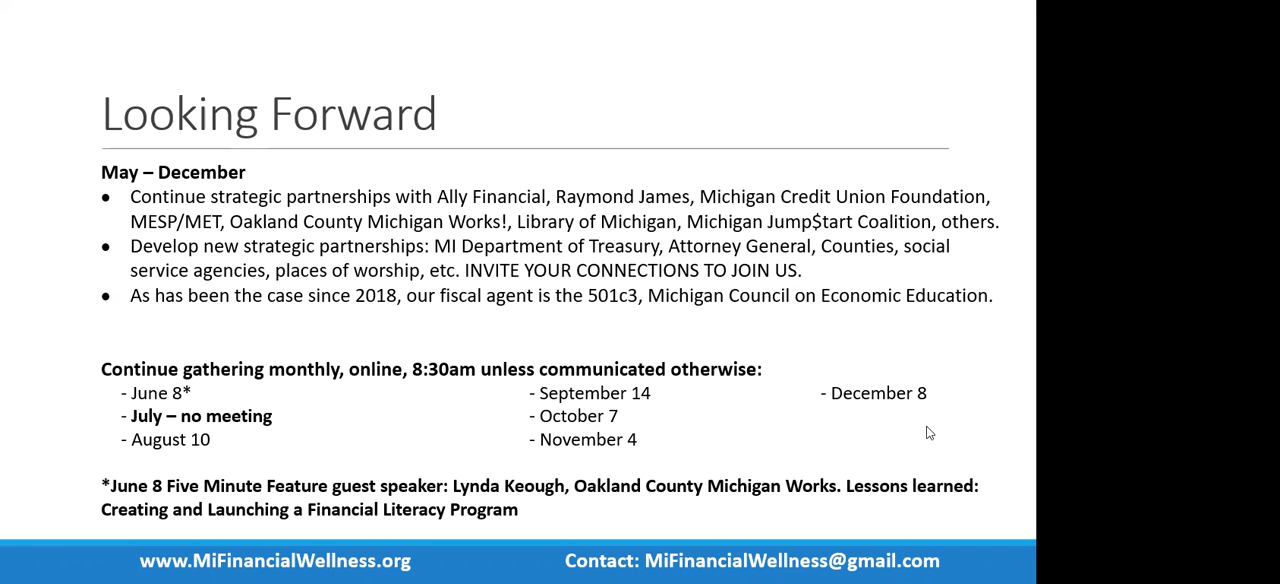 Looking Forward
May – December
● Continue strategic partnerships with Ally Financial, Raymond James, Michigan Credit Union Foundation,
MESP/MET, Oakland County Michigan Works!, Library of Michigan, Michigan Jump$tart Coalition, others.
● Develop new strategic partnerships: MI Department of Treasury, Attorney General, Counties, social
service agencies, places of worship, etc. INVITE YOUR CONNECTIONS TO JOIN US.
● As has been the case since 2018, our fiscal agent is the 501c3, Michigan Council on Economic Education.
Continue gathering monthly, online, 8:30am unless communicated otherwise:
- June 8*
- July – no meeting
- August 10
- September 14
- October 7
- November 4
- December 8
*June 8 Five Minute Feature guest speaker: Lynda Keough, Oakland County Michigan Works. Lessons learned:
Creating and Launching a Financial Literacy Program
www.MiFinancialWellness.org
Contact: MiFinancialWellness@gmail.com